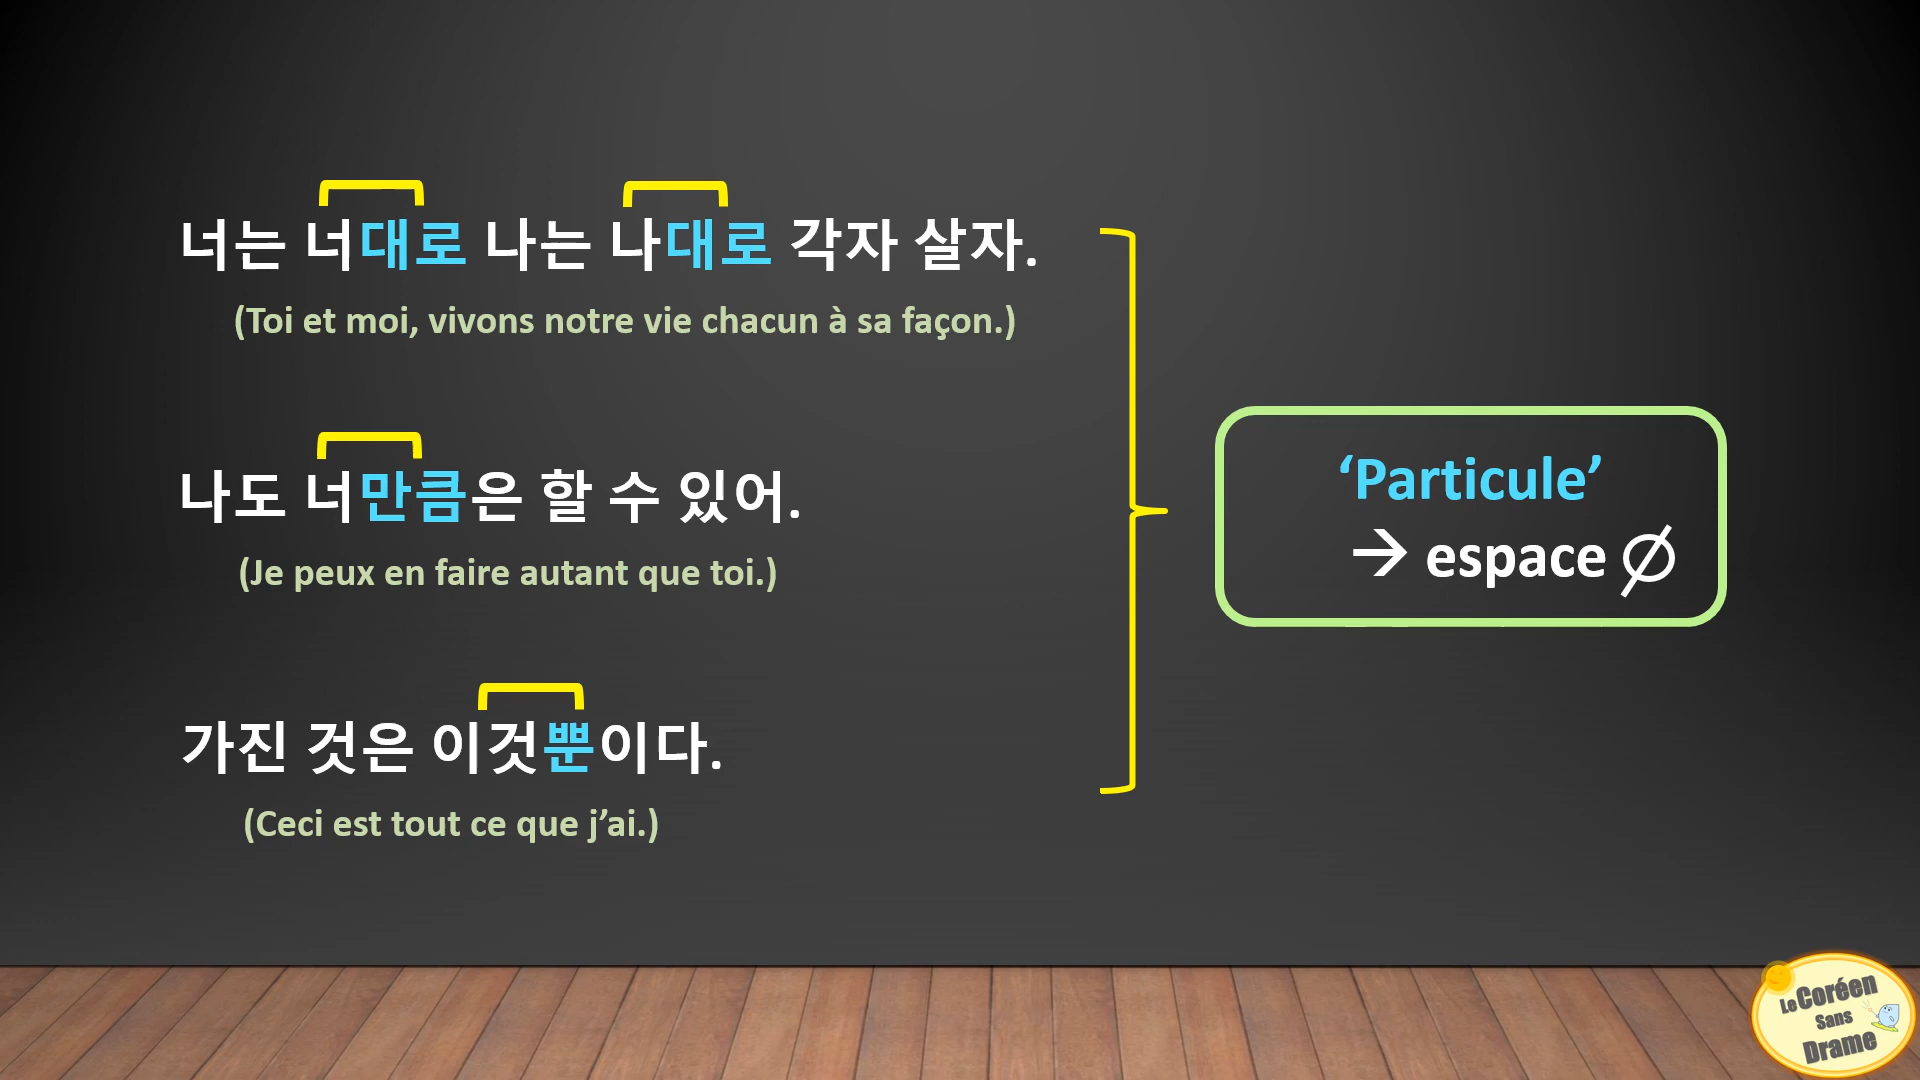 너는 너대로 나는 나대로 각자 살자.
(Toi et moi, vivons notre vie chacun à sa façon.)
나도 너만큼은 할 수 있어.
(Je peux en faire autant que toi.)
가진 것은 이것뿐이다.
(Ceci est tout ce que j’ai.)
‘Particule’
→ espace ∅
Le Coréen
Sans
Drame